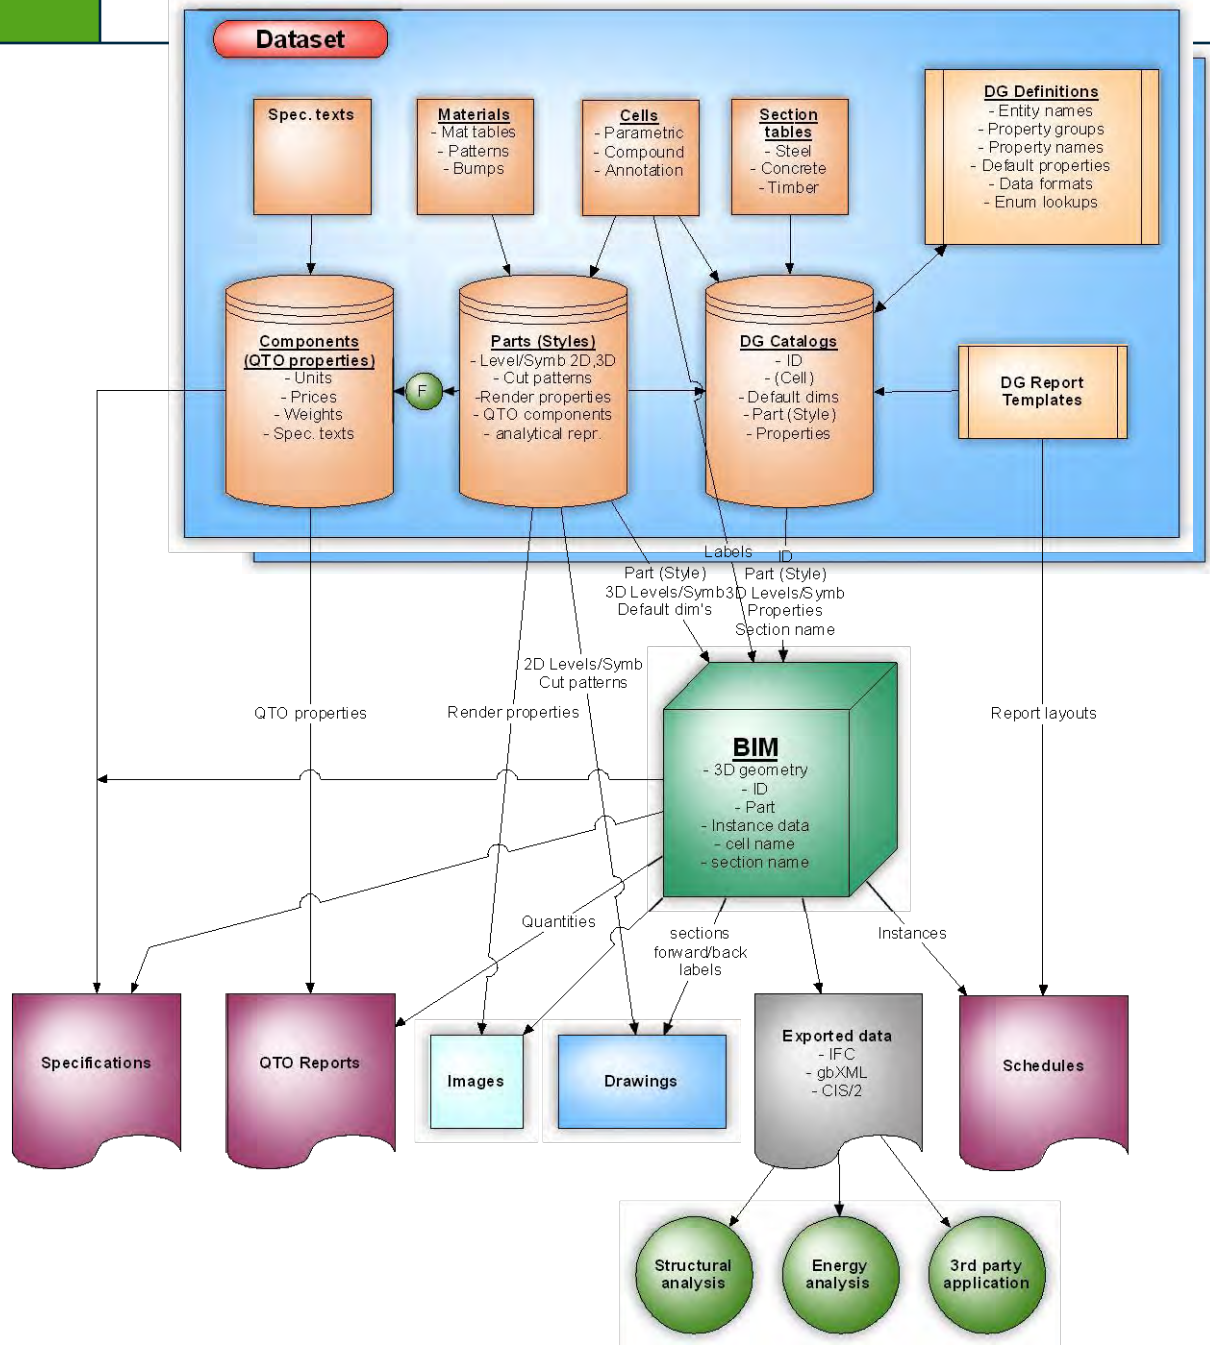 Dataset
Spec. texts
Materials
- Mat tables
- Patterns
- Bumps
Cells
- Parametric
- Compound
- Annotation
Section
tables
- Steel
- Concrete
- Timber
DG Definitions
- Entity names
- Property groups
- Property names
- Default properties
- Data formats
- Enum lookups
Components
(QTO properties)
- Units
- Prices
- Weights
- Spec. texts
F
Parts (Styles)
- Level/Symb 2D,3D
- Cut patterns
-Render properties
- QTO components
- analytical repr.
DG Catalogs
- ID
- (Cell)
- Default dims
- Part (Style)
- Properties
DG Report
Templates
Labels
Part (Style)
3D Levels/Symb
Default dim's
ID
Part (Style)
3D Levels/Symb
Properties
Section name
2D Levels/Symb
Cut patterns
QTO properties
Render properties
Report layouts
BIM
- 3D geometry
- ID
- Part
- Instance data
- cell name
- section name
Quantities
sections
forward/back
labels
Instances
Specifications
QTO Reports
Images
Drawings
Exported data
- IFC
- gbXML
- CIS/2
Schedules
Structural
analysis
Energy
analysis
3rd party
application